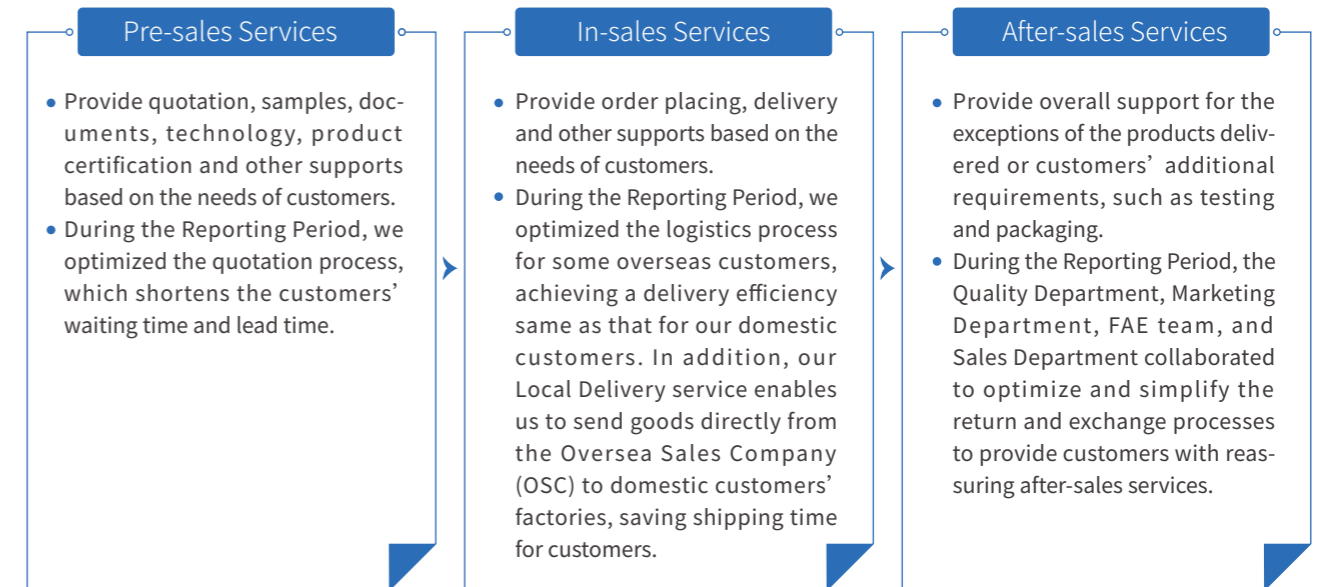 Pre-sales Services
• Provide quotation, samples, doc-
uments, technology, product
certification and other supports
based on the needs of customers.
• During the Reporting Period, we
optimized the quotation process,
which shortens the customers’
waiting time and lead time.
In-sales Services
• Provide order placing, delivery
and other supports based on the
needs of customers.
• During the Reporting Period, we
optimized the logistics process
for some overseas customers,
achieving a delivery efficiency
same as that for our domestic
customers. In addition, our
Local Delivery service enables
us to send goods directly from
the Oversea Sales Company
(OSC) to domestic customers’
factories, saving shipping time
for customers.
After-sales Services
• Provide overall support for the
exceptions of the products deliv-
ered or customers’ additional
requirements, such as testing
and packaging.
• During the Reporting Period, the
Quality Department, Marketing
Department, FAE team, and
Sales Department collaborated
to optimize and simplify the
return and exchange processes
to provide customers with reas-
suring after-sales services.